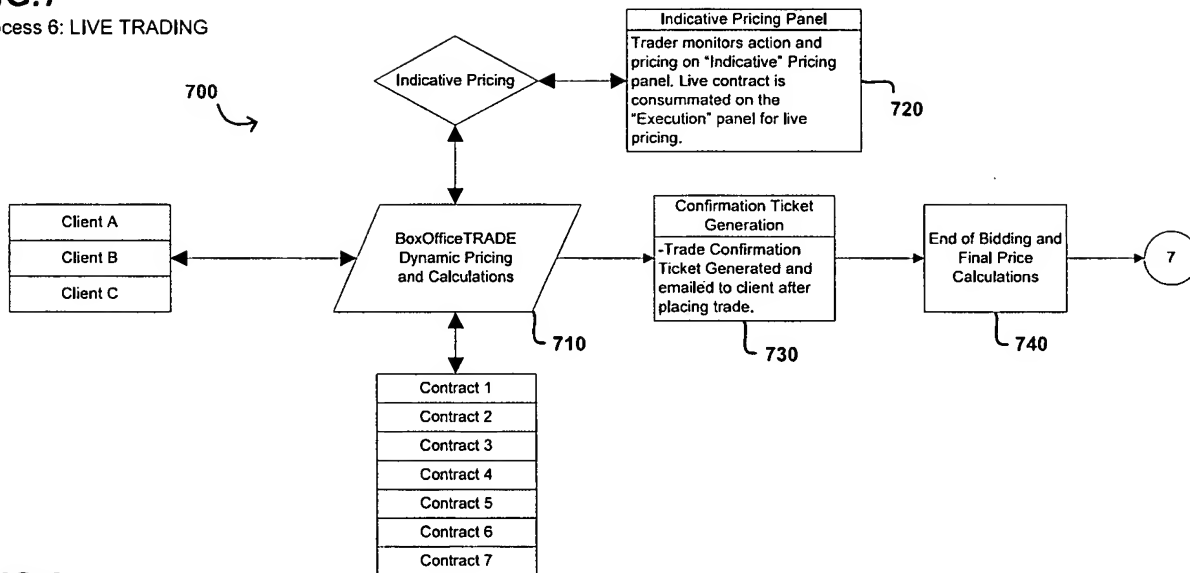 Process 6: LIVE TRADING
700
Indicative Pricing
Indicative Pricing Panel
Trader monitors action and
pricing on "Indicative" Pricing
panel. Live contract is
consummated on the
"Execution" panel for live
pricing.
720
Client A
Client B
Client C
BoxOfficeTRADE
Dynamic Pricing
and Calculations
710
Confirmation Ticket
Generation
-Trade Confirmation
Ticket Generated and
emailed to client after
placing trade.
730
End of Bidding and
Final Price
Calculations
740
7
Contract 1
Contract 2
Contract 3
Contract 4
Contract 5
Contract 6
Contract 7